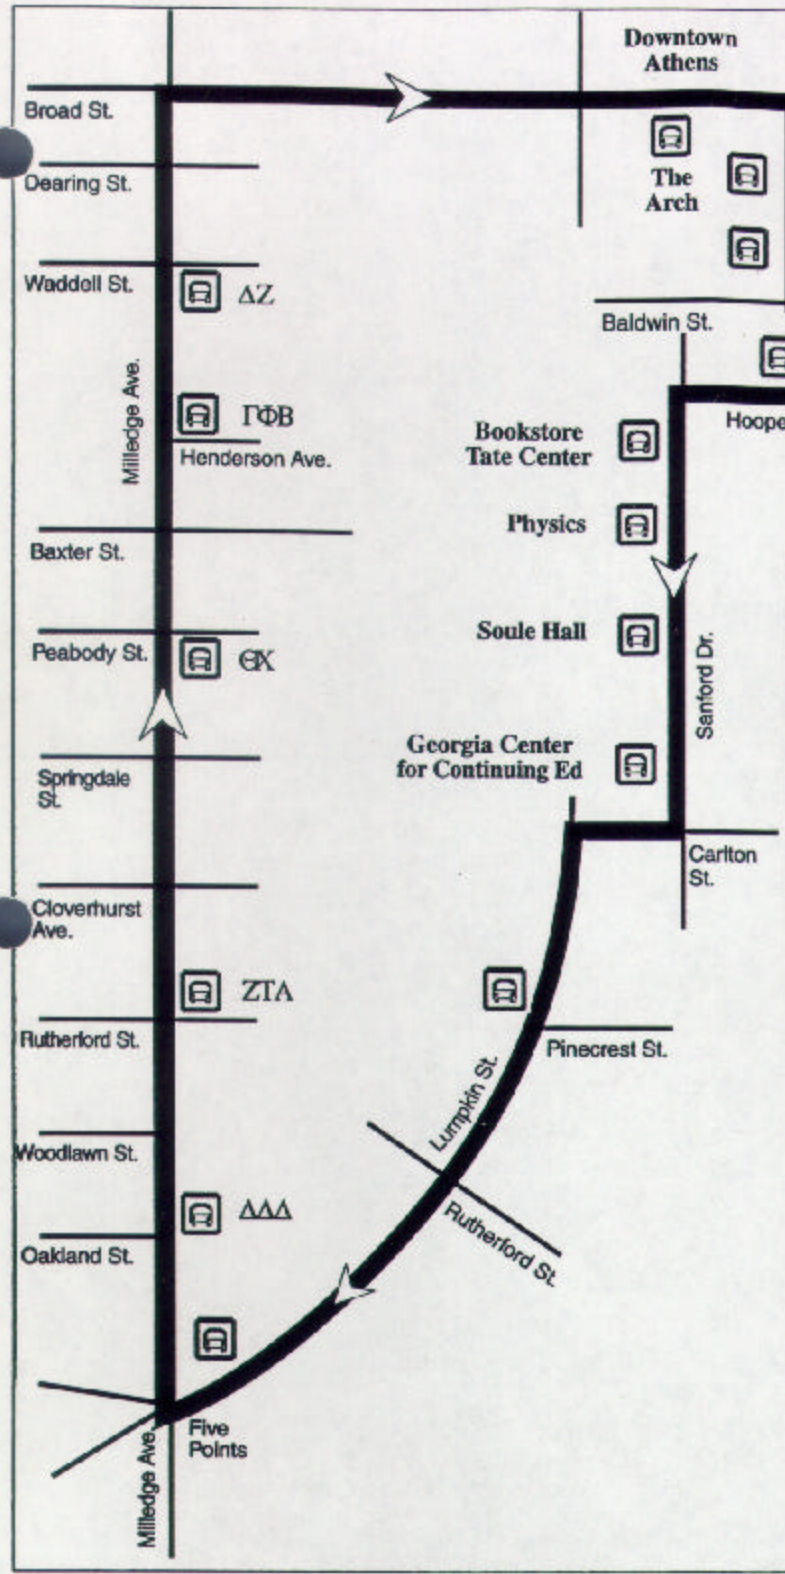 Downtown
Athens
Broad St.
The
Arch
Dearing St.
Waddell St.
ΔΖ
Baldwin St.
Milledge Ave.
ΓΦΒ
Henderson Ave.
Hoope
Bookstore
Tate Center
Physics
Baxter St.
Peabody St.
ΘΧ
Soule Hall
Sanford Dr.
Georgia Center
for Continuing Ed
Springdale
St.
Carlton
St.
Cloverhurst
Ave.
ΖΤΛ
Rutherford St.
Pinecrest St.
Lumpkin St.
Woodlawn St.
ΔΔΔ
Rutherford St.
Oakland St.
Five
Points
Milledge Ave.